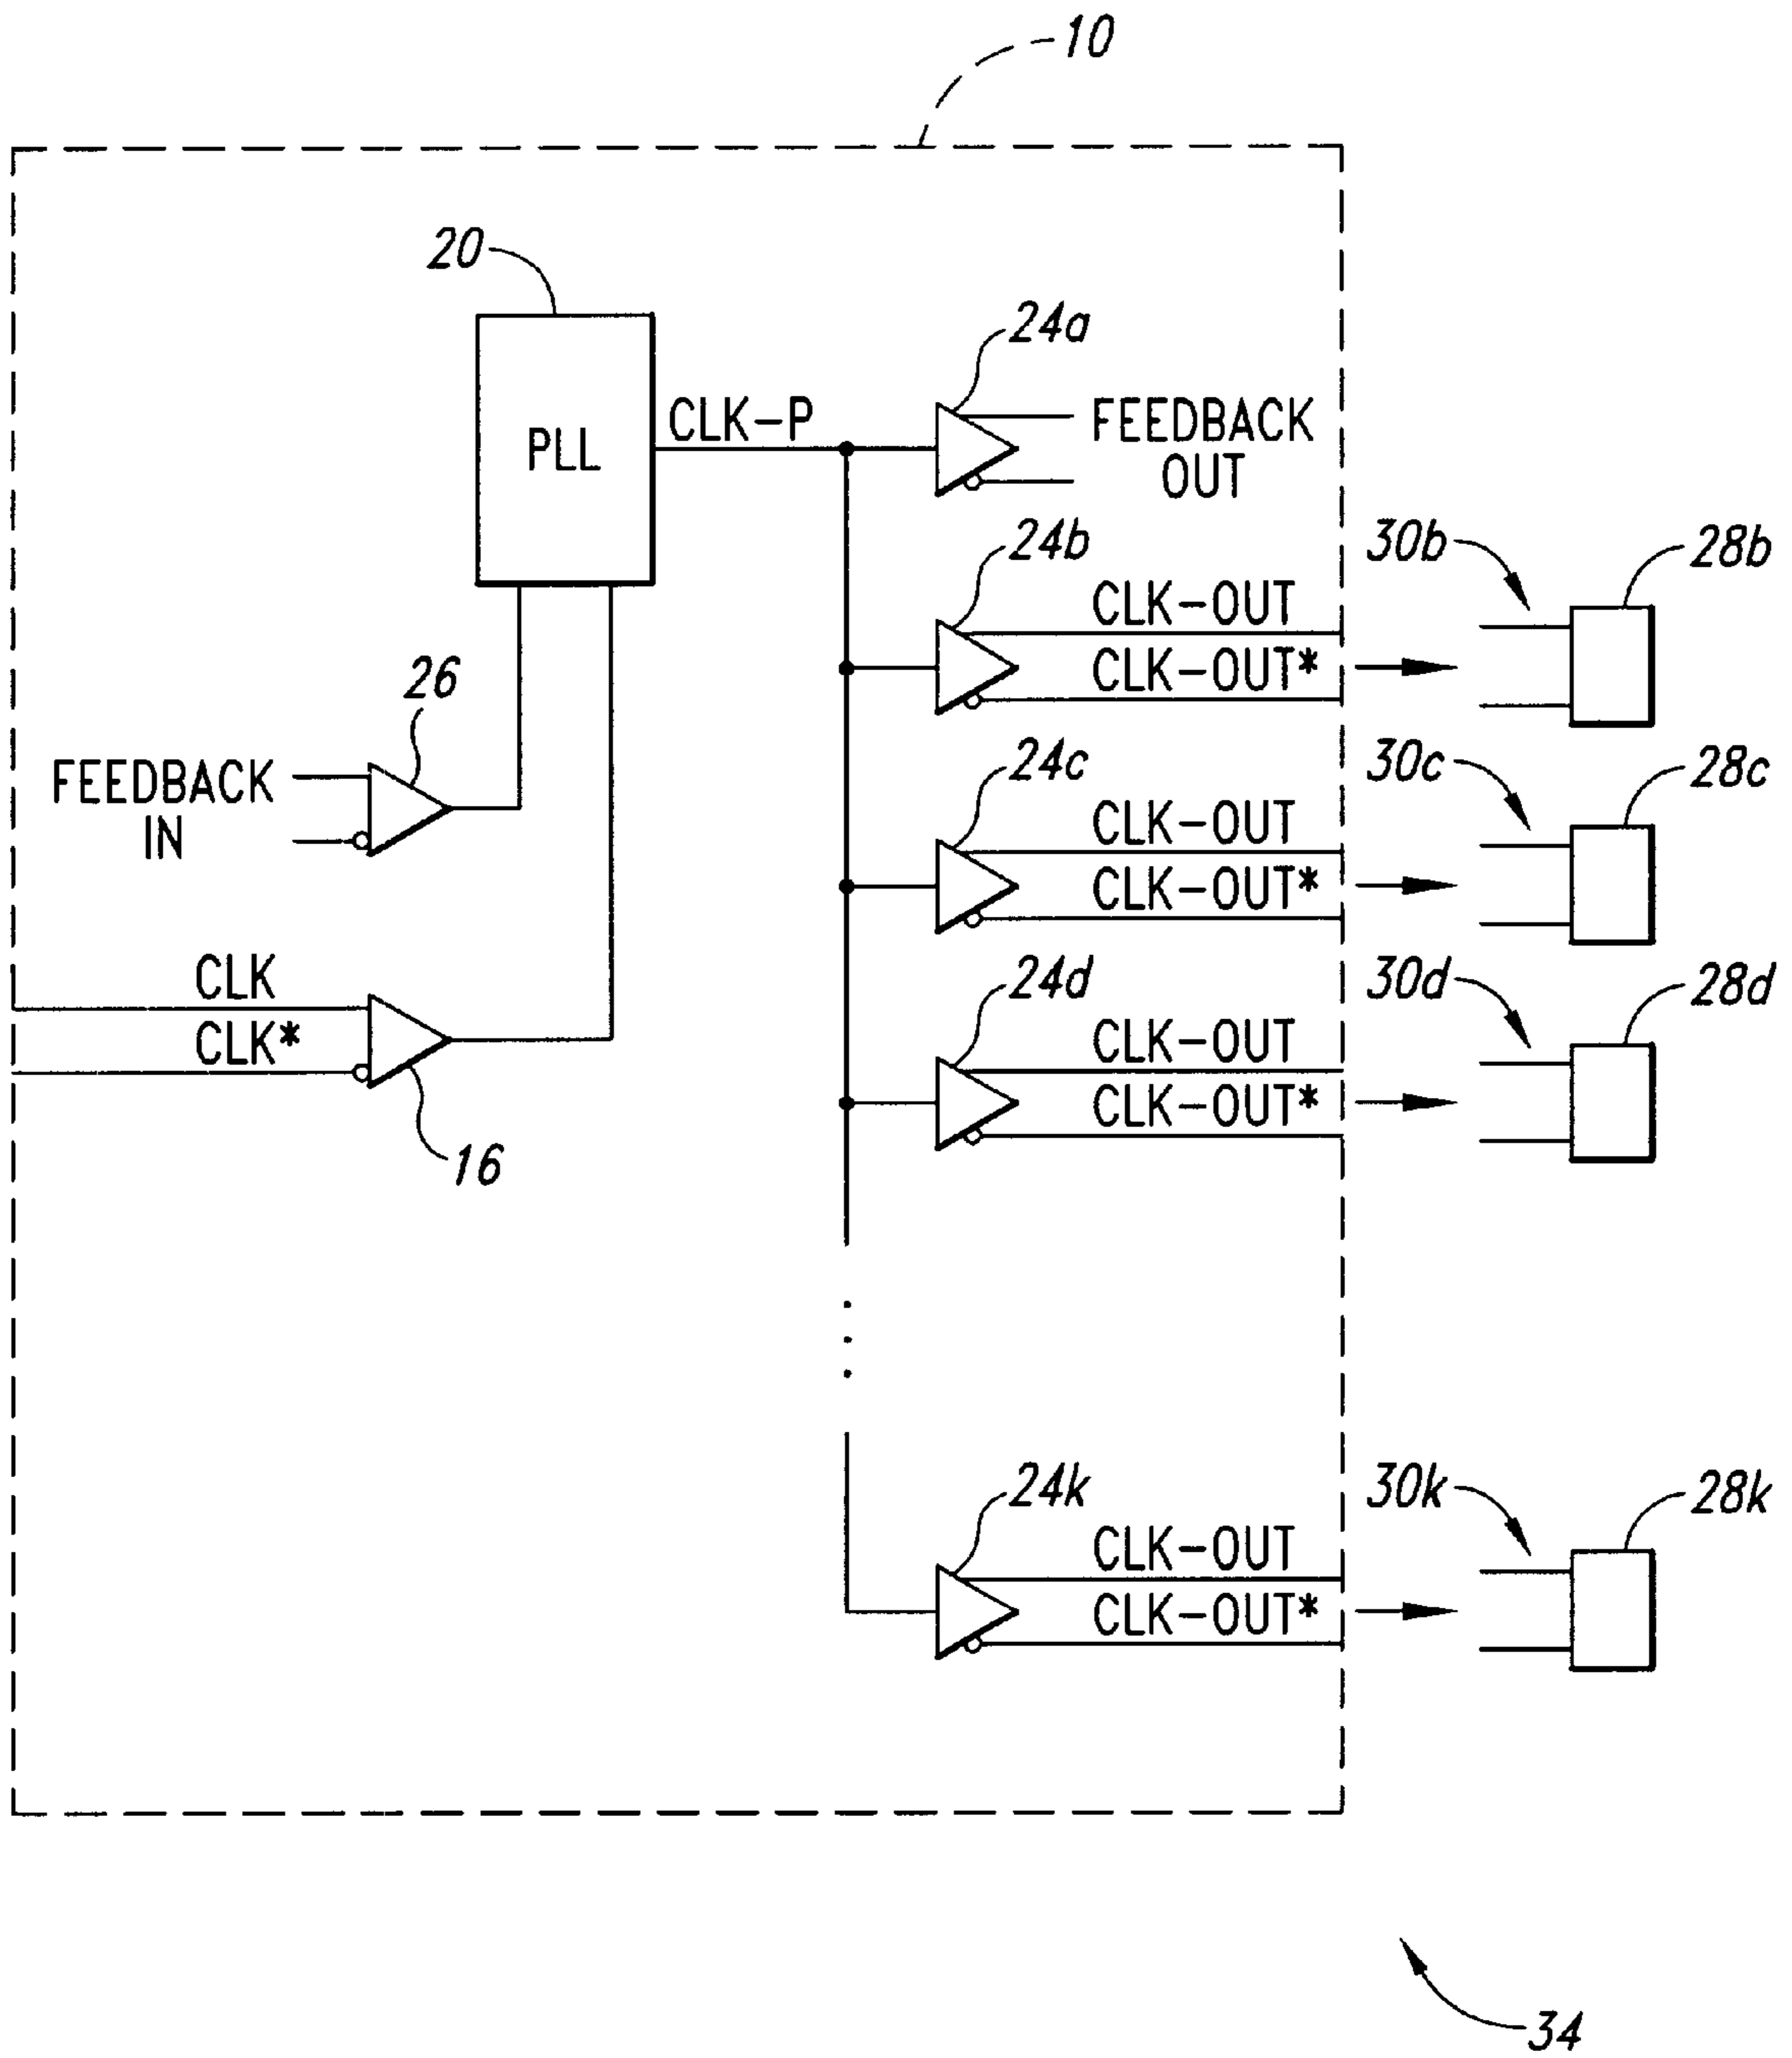 10
20
24a
CLK-P
FEEDBACK
OUT
PLL
24b
30b
28b
CLK-OUT
CLK-OUT*
26
FEEDBACK
IN
24c
30c
28c
CLK-OUT
CLK-OUT*
CLK
CLK*
24d
30d
28d
CLK-OUT
CLK-OUT*
16
24k
30k
28k
CLK-OUT
CLK-OUT*
34